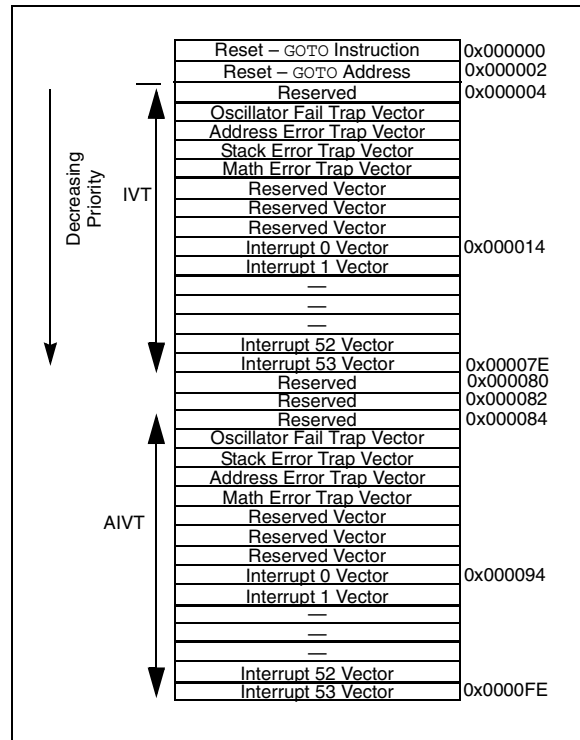 Reset – GOTO Instruction 0x000000
Reset – GOTO Address 0x000002
Reserved 0x000004
Oscillator Fail Trap Vector
Address Error Trap Vector
Stack Error Trap Vector
Math Error Trap Vector
Reserved Vector
Reserved Vector
Reserved Vector
Interrupt 0 Vector 0x000014
Interrupt 1 Vector
—
—
—
Interrupt 52 Vector
Interrupt 53 Vector 0x00007E
Decreasing
Priority
IVT
Reserved 0x000080
Reserved 0x000082
Reserved 0x000084
Oscillator Fail Trap Vector
Stack Error Trap Vector
Address Error Trap Vector
Math Error Trap Vector
Reserved Vector
Reserved Vector
Reserved Vector
Interrupt 0 Vector 0x000094
Interrupt 1 Vector
—
—
—
Interrupt 52 Vector
Interrupt 53 Vector 0x0000FE
AIVT